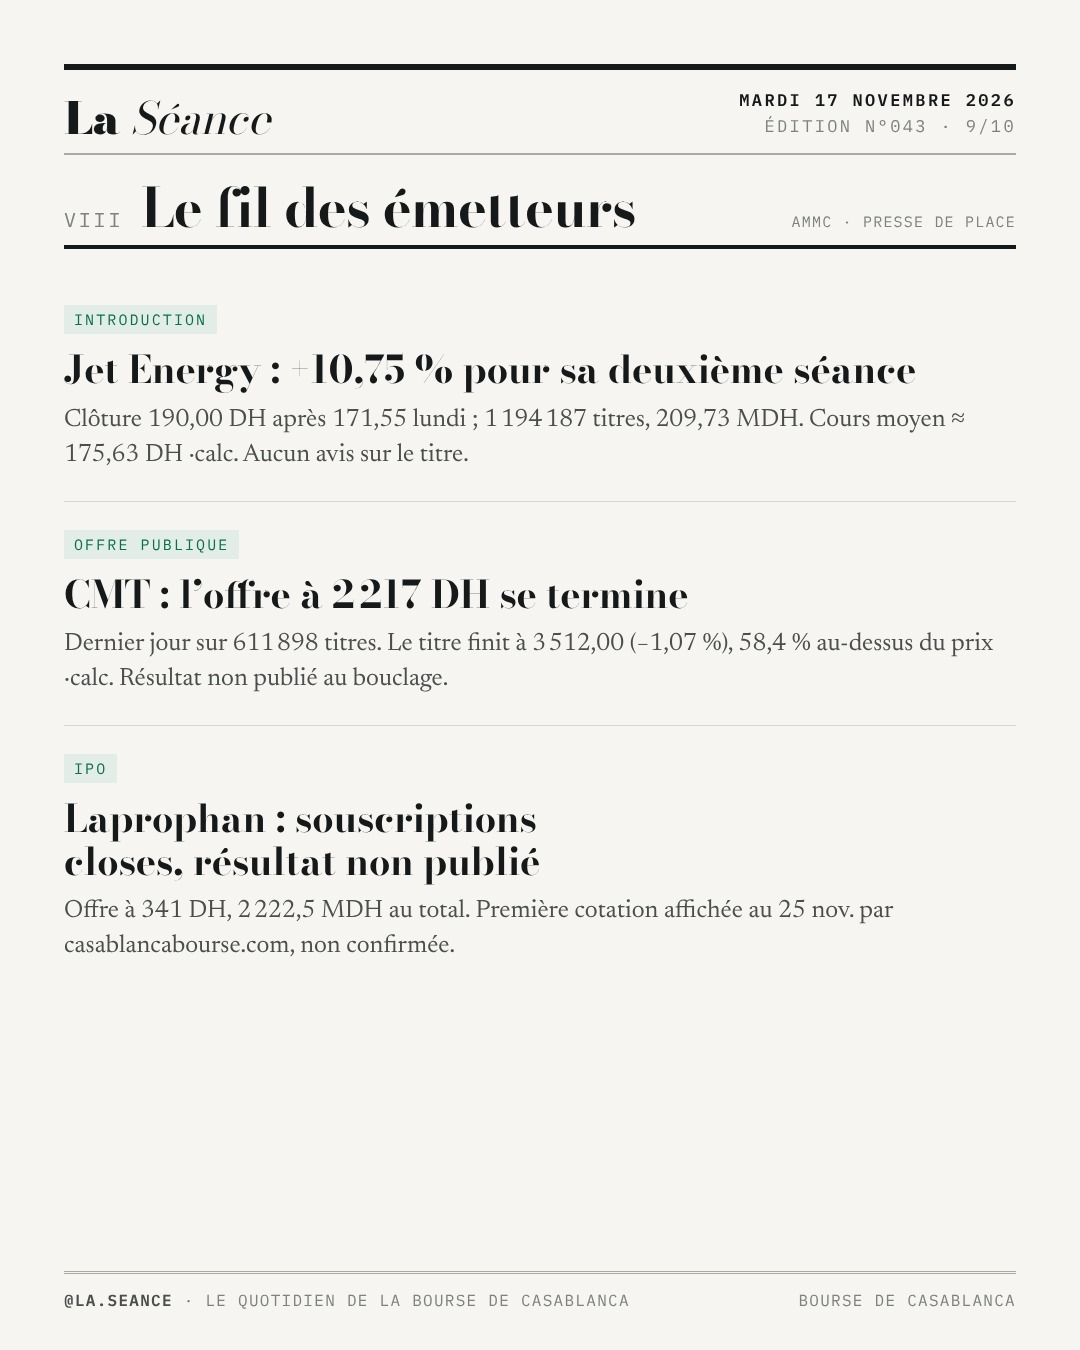 La Séance
MARDI 17 NOVEMBRE 2026
ÉDITION N°043 · 9/10
VIII Le fil des émetteurs
AMMC · PRESSE DE PLACE
INTRODUCTION
Jet Energy : +10,75 % pour sa deuxième séance
Clôture 190,00 DH après 171,55 lundi ; 1 194 187 titres, 209,73 MDH. Cours moyen ≈
175,63 DH ·calc. Aucun avis sur le titre.
OFFRE PUBLIQUE
CMT : l’offre à 2 217 DH se termine
Dernier jour sur 611 898 titres. Le titre finit à 3 512,00 (−1,07 %), 58,4 % au-dessus du prix
·calc. Résultat non publié au bouclage.
IPO
Laprophan : souscriptions
closes, résultat non publié
Offre à 341 DH, 2 222,5 MDH au total. Première cotation affichée au 25 nov. par
casablancabourse.com, non confirmée.
@LA.SEANCE · LE QUOTIDIEN DE LA BOURSE DE CASABLANCA
BOURSE DE CASABLANCA